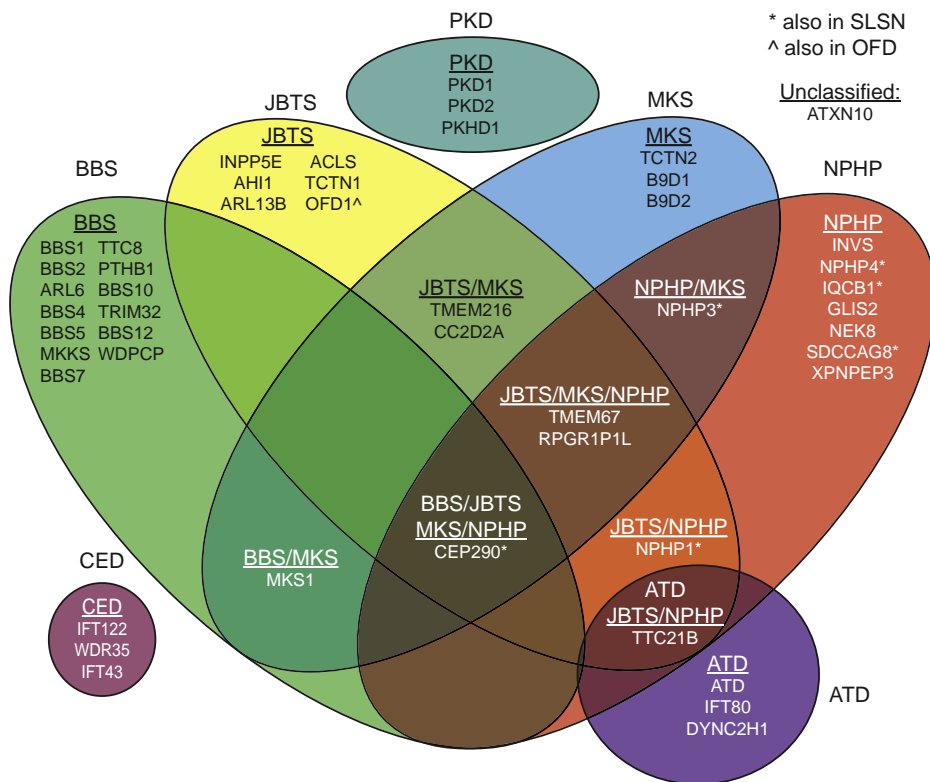 PKD
* also in SLSN
^ also in OFD
Unclassified:
ATXN10
PKD
PKD1
PKD2
PKHD1
JBTS
JBTS
INPP5E ACLS
AHI1 TCTN1
ARL13B OFD1^
MKS
MKS
TCTN2
B9D1
B9D2
BBS
BBS
BBS1 TTC8
BBS2 PTHB1
ARL6 BBS10
BBS4 TRIM32
BBS5 BBS12
MKKS WDPCP
BBS7
NPHP
NPHP
INVS
NPHP4*
IQCB1*
GLIS2
NEK8
SDCCAG8*
XPNPEP3
JBTS/MKS
TMEM216
CC2D2A
NPHP/MKS
NPHP3*
JBTS/MKS/NPHP
TMEM67
RPGR1P1L
BBS/JBTS
MKS/NPHP
CEP290*
BBS/MKS
MKS1
JBTS/NPHP
NPHP1*
CED
CED
IFT122
WDR35
IFT43
ATD
JBTS/NPHP
TTC21B
ATD
ATD
IFT80
DYNC2H1
ATD